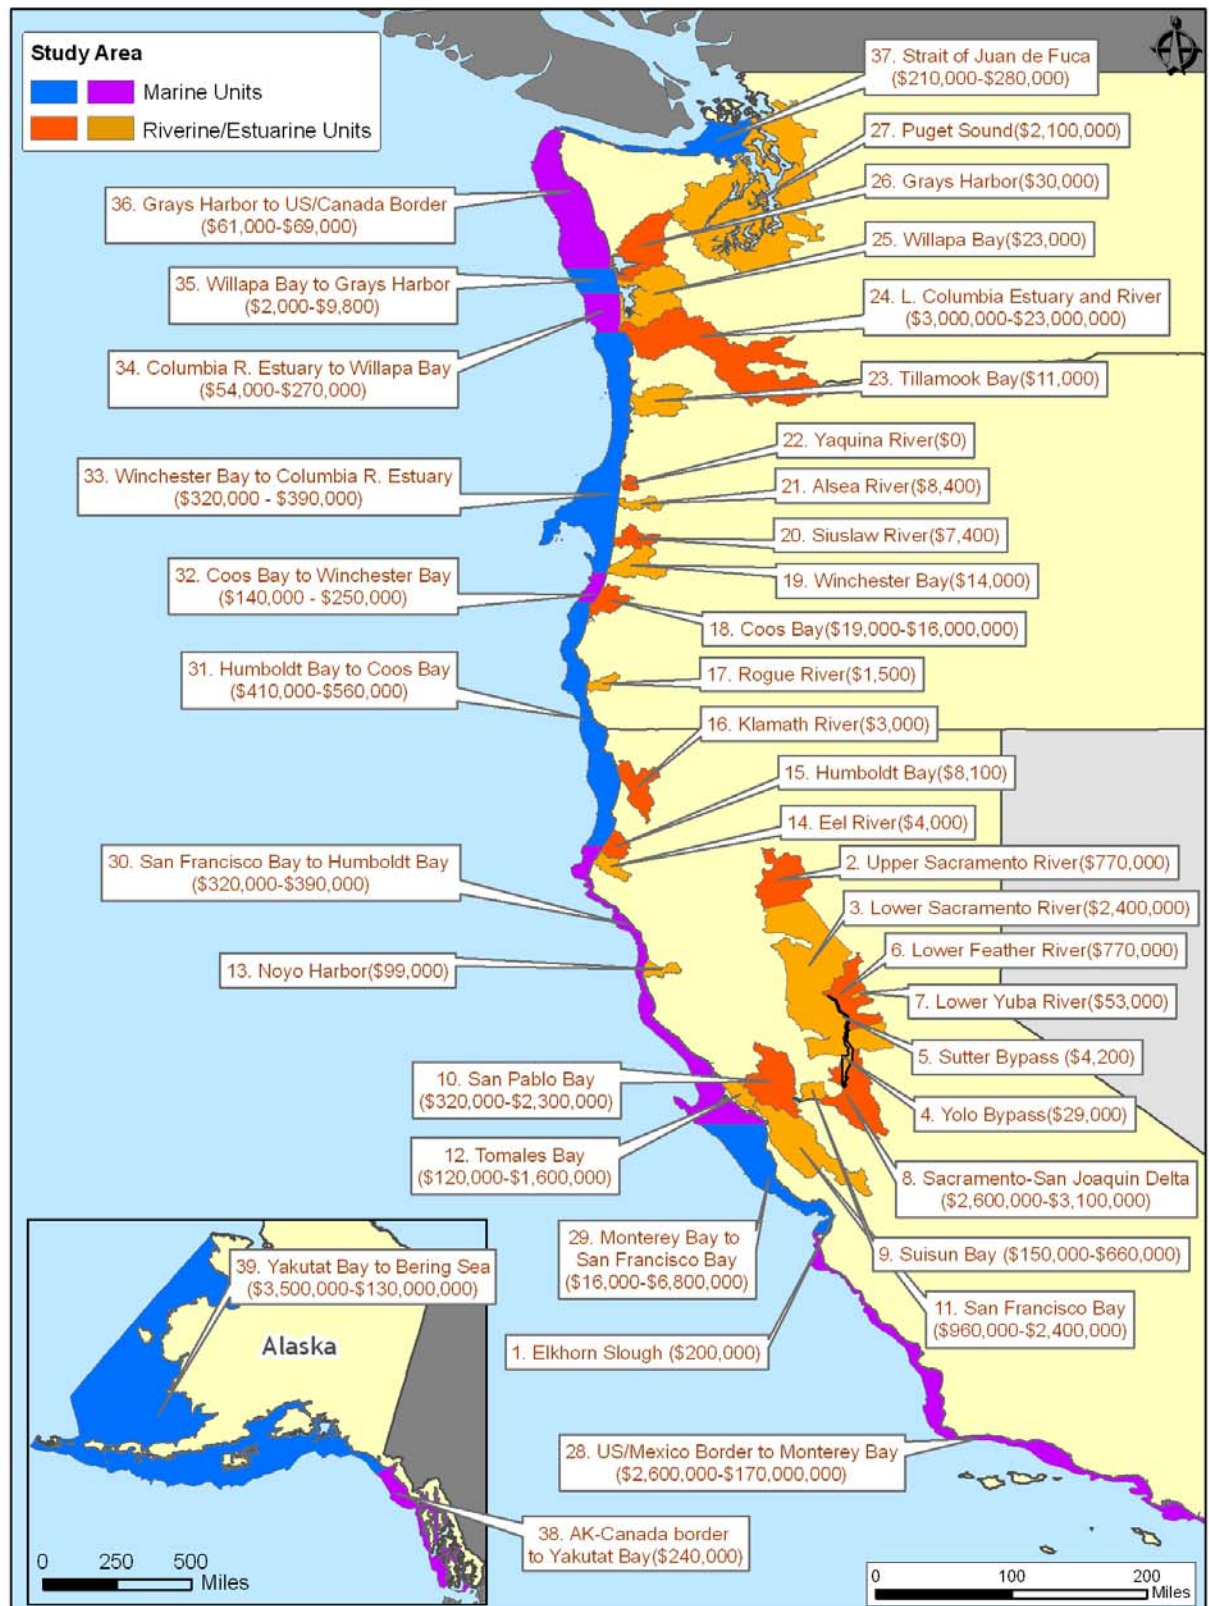 Study Area
Marine Units
Riverine/Estuarine Units
37. Strait of Juan de Fuca
($210,000-$280,000)
27. Puget Sound($2,100,000)
26. Grays Harbor($30,000)
36. Grays Harbor to US/Canada Border
($61,000-$69,000)
25. Willapa Bay($23,000)
35. Willapa Bay to Grays Harbor
($2,000-$9,800)
24. L. Columbia Estuary and River
($3,000,000-$23,000,000)
34. Columbia R. Estuary to Willapa Bay
($54,000-$270,000)
23. Tillamook Bay($11,000)
22. Yaquina River($0)
33. Winchester Bay to Columbia R. Estuary
($320,000 - $390,000)
21. Alsea River($8,400)
20. Siuslaw River($7,400)
32. Coos Bay to Winchester Bay
($140,000 - $250,000)
19. Winchester Bay($14,000)
18. Coos Bay($19,000-$16,000,000)
31. Humboldt Bay to Coos Bay
($410,000-$560,000)
17. Rogue River($1,500)
16. Klamath River($3,000)
15. Humboldt Bay($8,100)
14. Eel River($4,000)
30. San Francisco Bay to Humboldt Bay
($320,000-$390,000)
2. Upper Sacramento River($770,000)
3. Lower Sacramento River($2,400,000)
6. Lower Feather River($770,000)
13. Noyo Harbor($99,000)
7. Lower Yuba River($53,000)
5. Sutter Bypass ($4,200)
10. San Pablo Bay
($320,000-$2,300,000)
4. Yolo Bypass($29,000)
12. Tomales Bay
($120,000-$1,600,000)
8. Sacramento-San Joaquin Delta
($2,600,000-$3,100,000)
29. Monterey Bay to
San Francisco Bay
($16,000-$6,800,000)
9. Suisun Bay ($150,000-$660,000)
39. Yakutat Bay to Bering Sea
($3,500,000-$130,000,000)
11. San Francisco Bay
($960,000-$2,400,000)
Alaska
1. Elkhorn Slough ($200,000)
28. US/Mexico Border to Monterey Bay
($2,600,000-$170,000,000)
38. AK-Canada border
to Yakutat Bay($240,000)
0 250 500
Miles
0 100 200
Miles